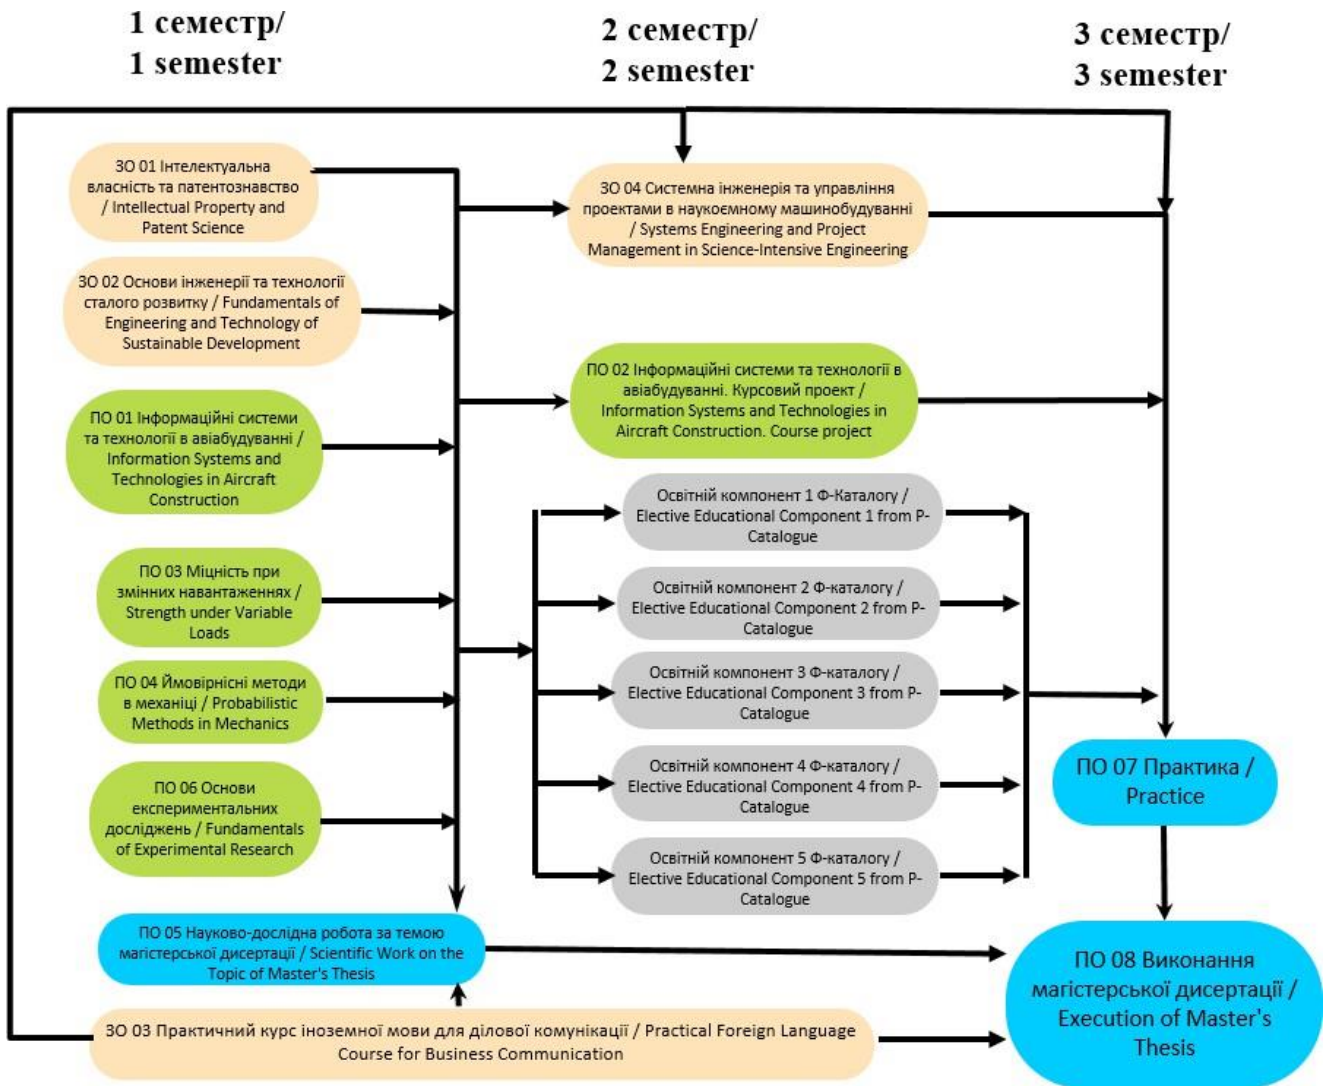 1 семестр/
1 semester
2 семестр/
2 semester
3 семестр/
3 semester
ЗО 01 Інтелектуальна
власність та патентознавство
/ Intellectual Property and
Patent Science
ЗО 04 Системна інженерія та управління
проектами в наукоємному машинобудуванні
/ Systems Engineering and Project
Management in Science-Intensive Engineering
ЗО 02 Основи інженерії та технології
сталого розвитку / Fundamentals of
Engineering and Technology of
Sustainable Development
ПО 02 Інформаційні системи та технології в
авіабудуванні. Курсовий проект /
Information Systems and Technologies in
Aircraft Construction. Course project
ПО 01 Інформаційні системи
та технології в авіабудуванні /
Information Systems and
Technologies in Aircraft
Construction
Освітній компонент 1 Ф-Каталогу /
Elective Educational Component 1 from P-
Catalogue
ПО 03 Міцність при
змінних навантаженнях /
Strength under Variable
Loads
Освітній компонент 2 Ф-каталогу /
Elective Educational Component 2 from P-
Catalogue
ПО 04 Ймовірнісні методи
в механіці / Probabilistic
Methods in Mechanics
Освітній компонент 3 Ф-каталогу /
Elective Educational Component 3 from P-
Catalogue
ПО 06 Основи
експериментальних
досліджень / Fundamentals
of Experimental Research
Освітній компонент 4 Ф-каталогу /
Elective Educational Component 4 from P-
Catalogue
ПО 07 Практика /
Practice
Освітній компонент 5 Ф-каталогу /
Elective Educational Component 5 from P-
Catalogue
ПО 05 Науково-дослідна робота за темою
магістерської дисертації / Scientific Work on the
Topic of Master's Thesis
ПО 08 Виконання
магістерської дисертації /
Execution of Master's
Thesis
ЗО 03 Практичний курс іноземної мови для ділової комунікації / Practical Foreign Language
Course for Business Communication